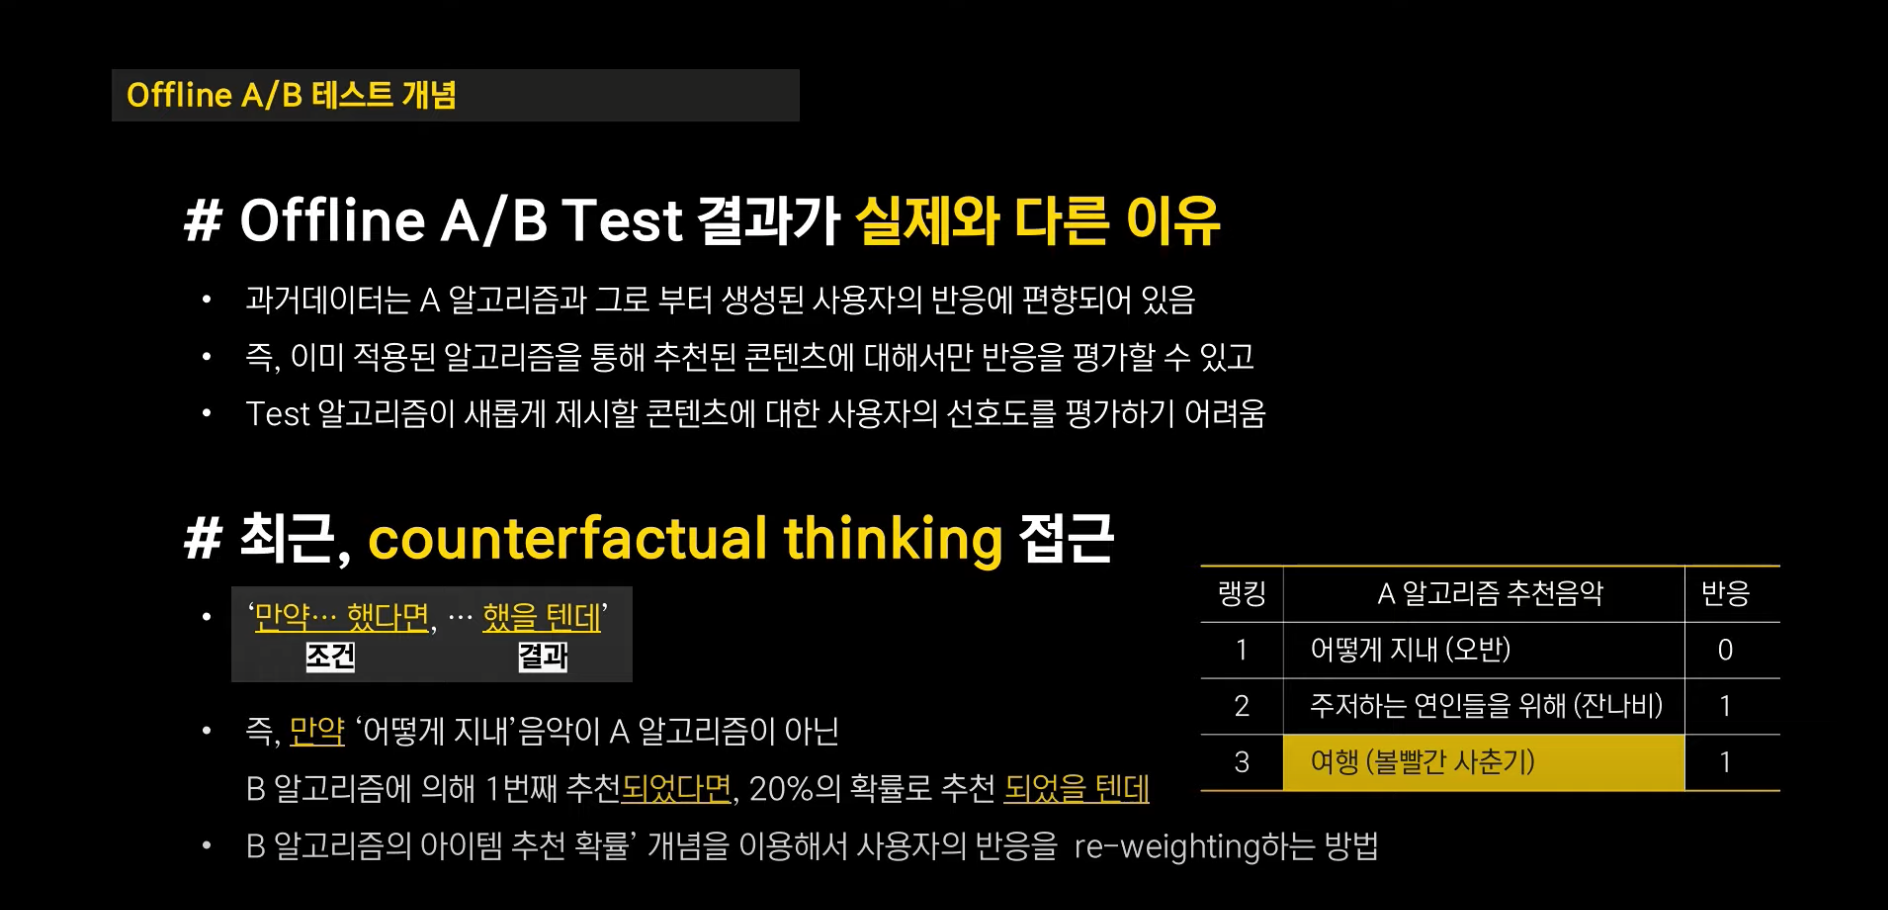 Offline A/B 테스트 개념
# Offline A/B Test 결과가 실제와 다른 이유
• 과거데이터는 A 알고리즘과 그로 부터 생성된 사용자의 반응에 편향되어 있음
• 즉, 이미 적용된 알고리즘을 통해 추천된 콘텐츠에 대해서만 반응을 평가할 수 있고
• Test 알고리즘이 새롭게 제시할 콘텐츠에 대한 사용자의 선호도를 평가하기 어려움
# 최근, counterfactual thinking 접근
• ‘만약… 했다면, … 했을 텐데’
조건 결과
• 즉, 만약 ‘어떻게 지내’음악이 A 알고리즘이 아닌
B 알고리즘에 의해 1번째 추천되었다면, 20%의 확률로 추천 되었을 텐데
• B 알고리즘의 아이템 추천 확률’ 개념을 이용해서 사용자의 반응을 re-weighting하는 방법
랭킹 A 알고리즘 추천음악 반응
1 어떻게 지내 (오반) 0
2 주저하는 연인들을 위해 (잔나비) 1
3 여행 (볼빨간 사춘기) 1